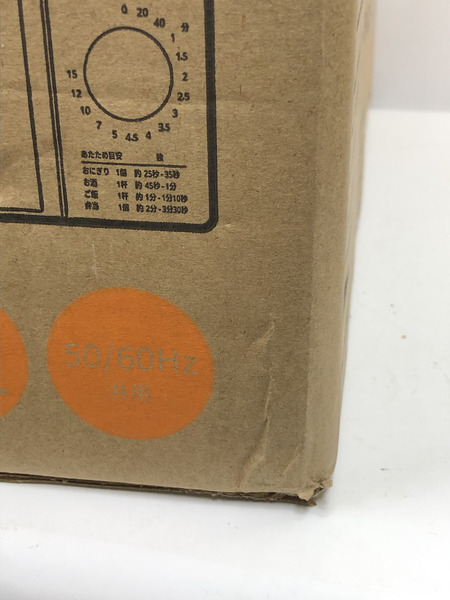 0 20 40 分
1
1.5
2
2.5
3
3.5
4
4.5
5
7
10
12
15
あたため目安 強
おにぎり 1個 約 25秒-35秒
お酒 1杯 約 45秒-1分
ご飯 1杯 約 1分-1分10秒
弁当 1個 約 2分-3分30秒
50/60Hz
共用